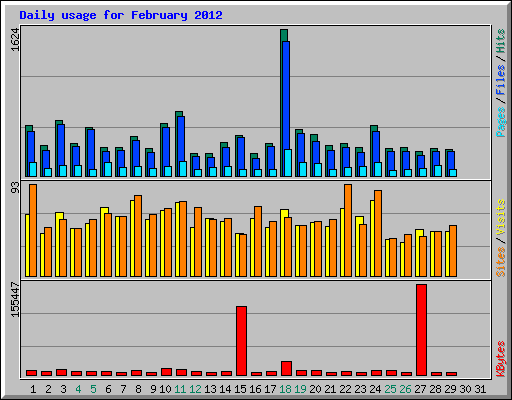 Daily usage for February 2012
1624
Pages / Files / Hits
93
Sites / Visits
155447
KBytes
1 2 3 4 5 6 7 8 9 10 11 12 13 14 15 16 17 18 19 20 21 22 23 24 25 26 27 28 29 30 31